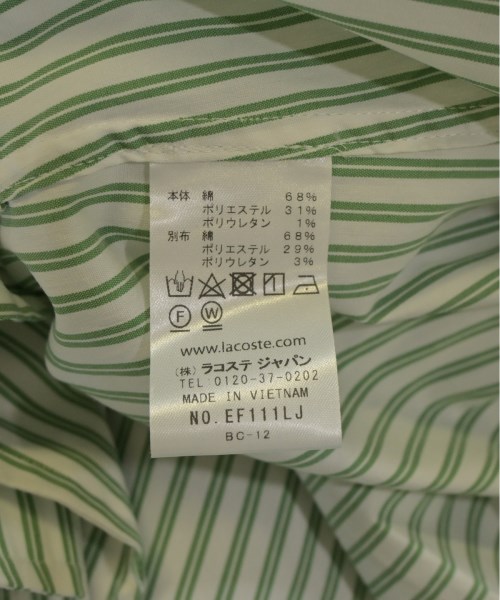 本体 綿 68%
ポリエステル 31%
ポリウレタン 1%
別布 綿 68%
ポリエステル 29%
ポリウレタン 3%
F W
www.lacoste.com
(株) ラコステ ジャパン
TEL 0120-37-0202
MADE IN VIETNAM
NO.EF111LJ
BC-12